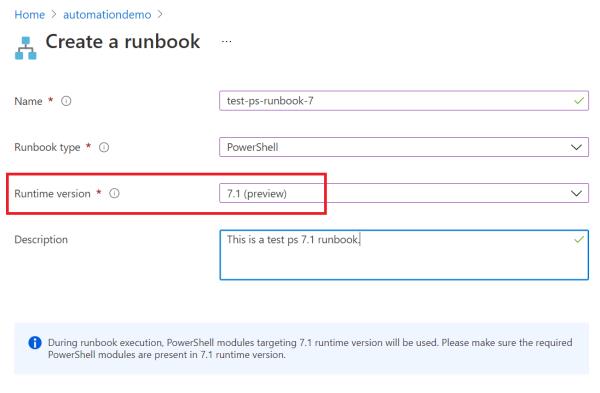 Home > automationdemo >
Create a runbook ...
Name *
test-ps-runbook-7
Runbook type *
PowerShell
Runtime version *
7.1 (preview)
Description
This is a test ps 7.1 runbook.
During runbook execution, PowerShell modules targeting 7.1 runtime version will be used. Please make sure the required
PowerShell modules are present in 7.1 runtime version.